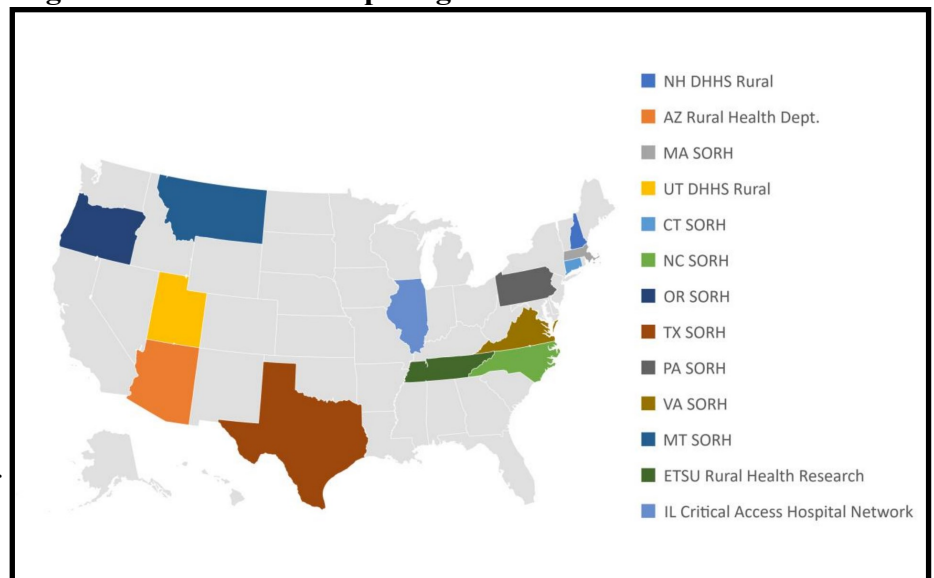 NH DHHS Rural
AZ Rural Health Dept.
MA SORH
UT DHHS Rural
CT SORH
NC SORH
OR SORH
TX SORH
PA SORH
VA SORH
MT SORH
ETSU Rural Health Research
IL Critical Access Hospital Network